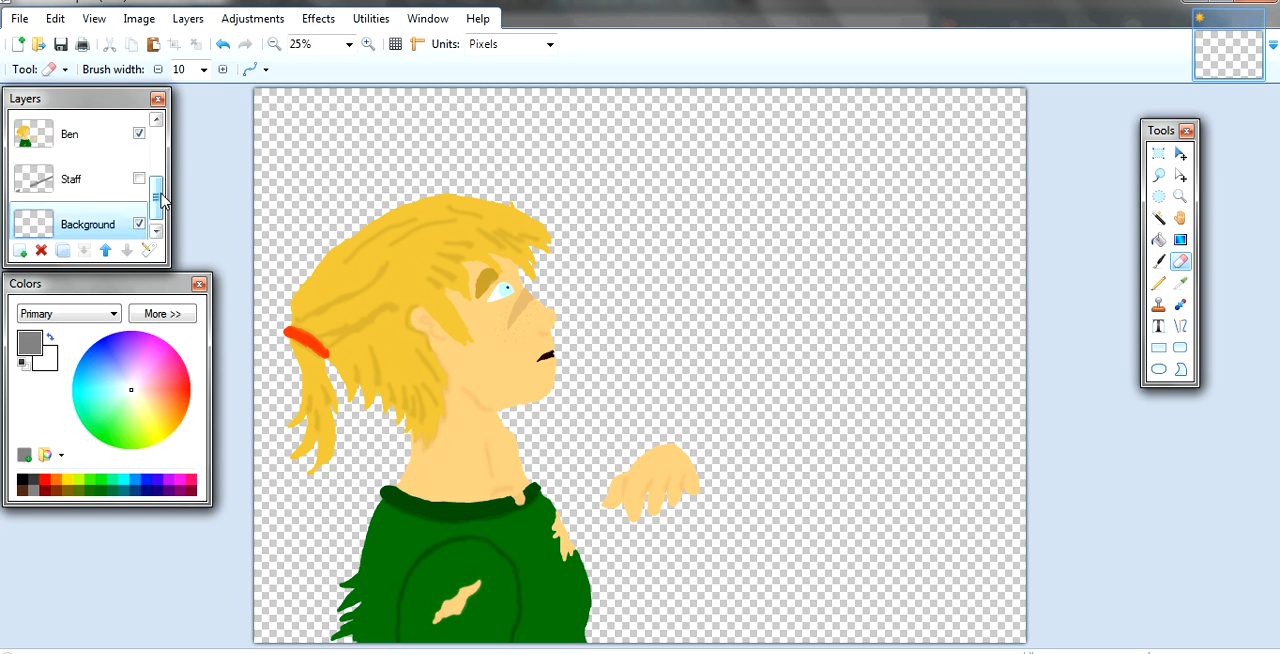 File Edit View Image Layers Adjustments Effects Utilities Window Help
25% Units: Pixels
Tool: Brush width: 10
Layers
Ben
Staff
Background
Colors
Primary More >>
Tools